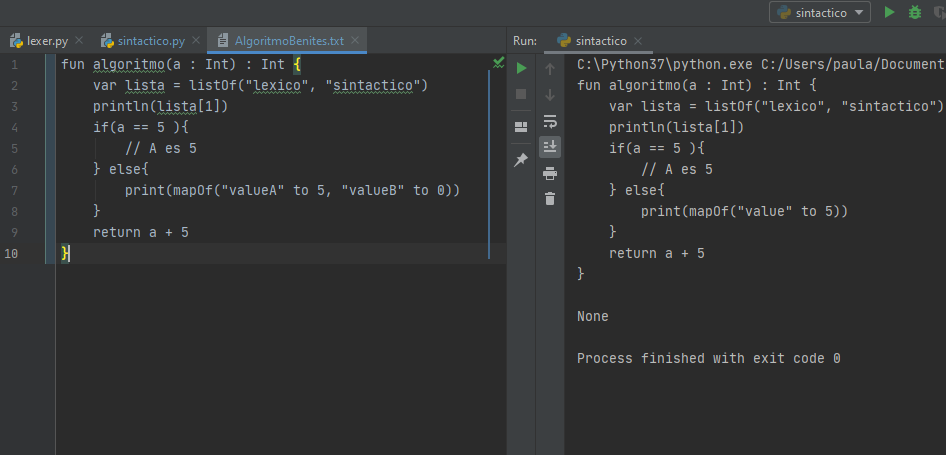 sintactico
lexer.py sintactico.py AlgoritmoBenites.txt
1 fun algoritmo(a : Int) : Int {
2 var lista = listOf("lexico", "sintactico")
3 println(lista[1])
4 if(a == 5 ){
5 // A es 5
6 } else{
7 print(mapOf("valueA" to 5, "valueB" to 0))
8 }
9 return a + 5
10 }
Run: sintactico
C:\Python37\python.exe C:/Users/paula/Document
fun algoritmo(a : Int) : Int {
var lista = listOf("lexico", "sintactico")
println(lista[1])
if(a == 5 ){
// A es 5
} else{
print(mapOf("value" to 5))
}
return a + 5
}
None
Process finished with exit code 0